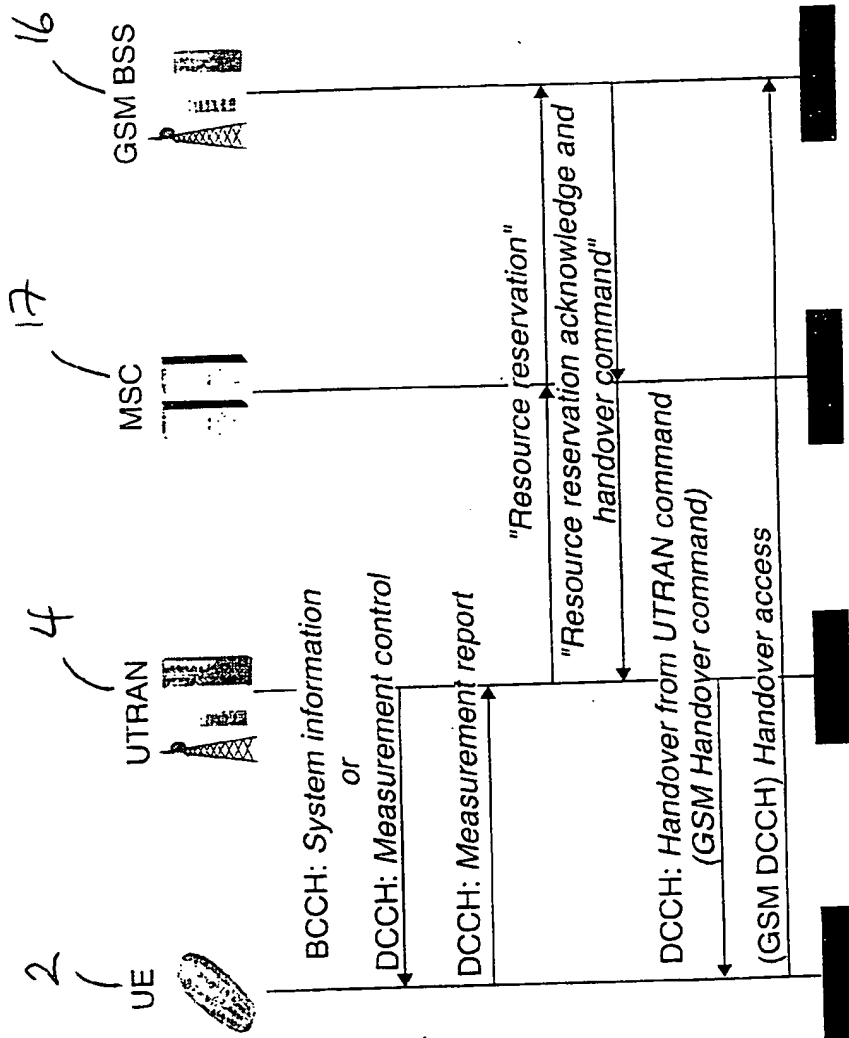 2
UE
4
UTRAN
17
MSC
16
GSM BSS
BCCH: System information
or
DCCH: Measurement control
DCCH: Measurement report
"Resource reservation"
"Resource reservation acknowledge and
handover command"
DCCH: Handover from UTRAN command
(GSM Handover command)
(GSM DCCH) Handover access